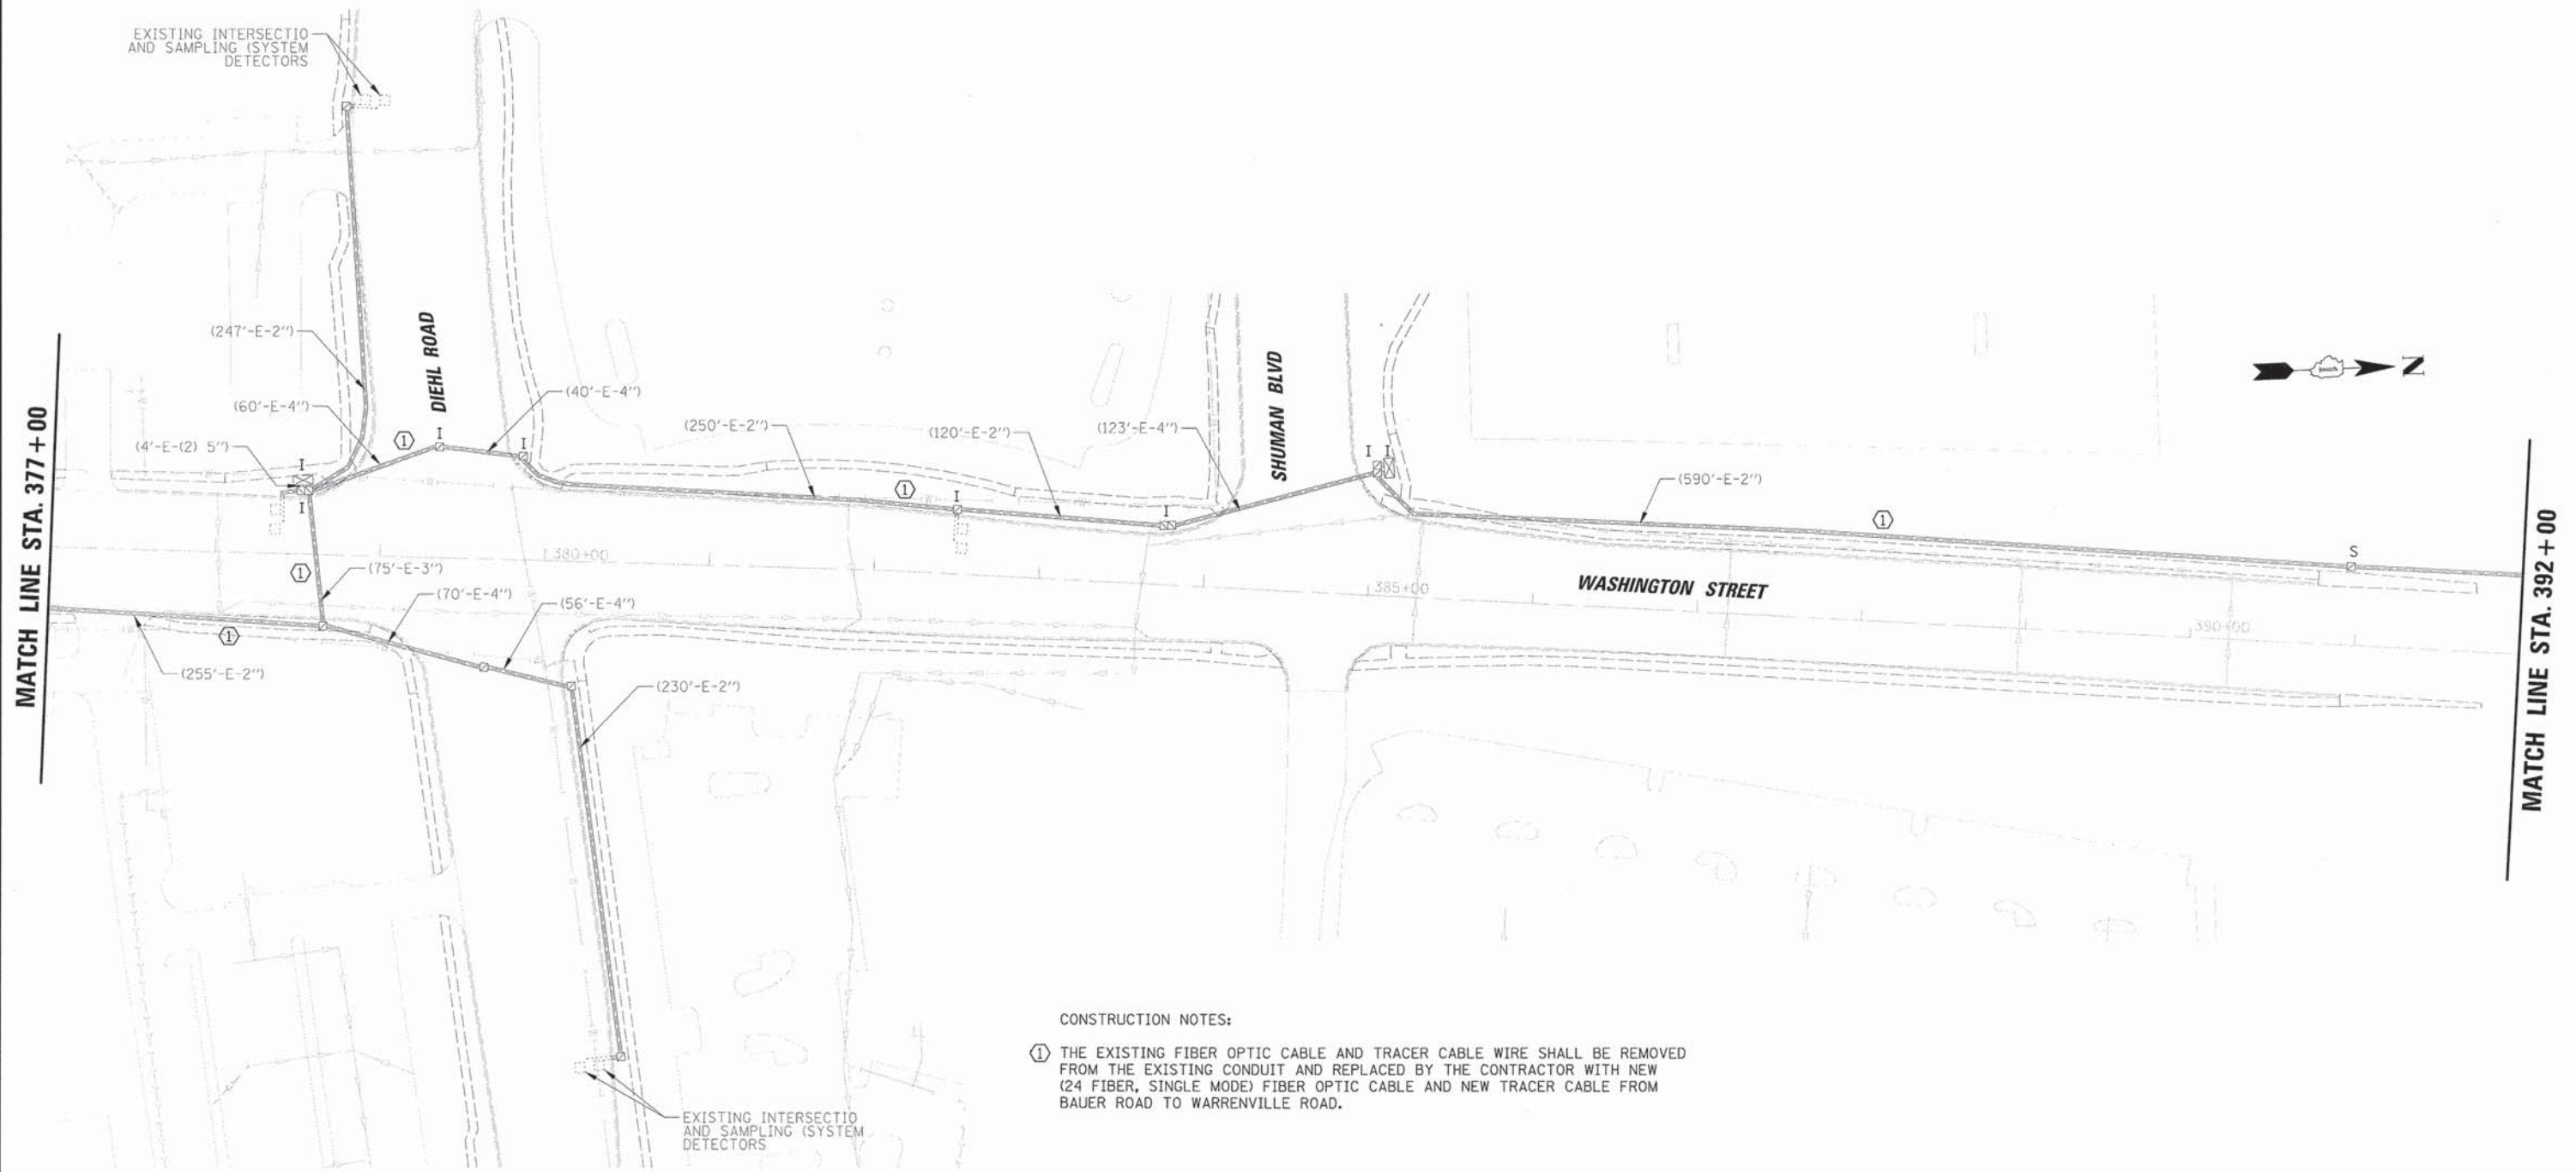 EXISTING INTERSECTIO
AND SAMPLING (SYSTEM
DETECTORS
(247'-E-2")
DIEHL ROAD
(60'-E-4")
(4'-E-(2) 5")
1
I
I
I
I
(40'-E-4")
(250'-E-2")
1
I
(120'-E-2")
I
(123'-E-4")
SHUMAN BLVD
I
I
(590'-E-2")
1
S
N
MATCH LINE STA. 377+00
MATCH LINE STA. 392+00
380+00
385+00
390+00
WASHINGTON STREET
1
(75'-E-3")
(70'-E-4")
(56'-E-4")
1
(255'-E-2")
(230'-E-2")
EXISTING INTERSECTIO
AND SAMPLING (SYSTEM
DETECTORS
CONSTRUCTION NOTES:
1 THE EXISTING FIBER OPTIC CABLE AND TRACER CABLE WIRE SHALL BE REMOVED
FROM THE EXISTING CONDUIT AND REPLACED BY THE CONTRACTOR WITH NEW
(24 FIBER, SINGLE MODE) FIBER OPTIC CABLE AND NEW TRACER CABLE FROM
BAUER ROAD TO WARRENVILLE ROAD.